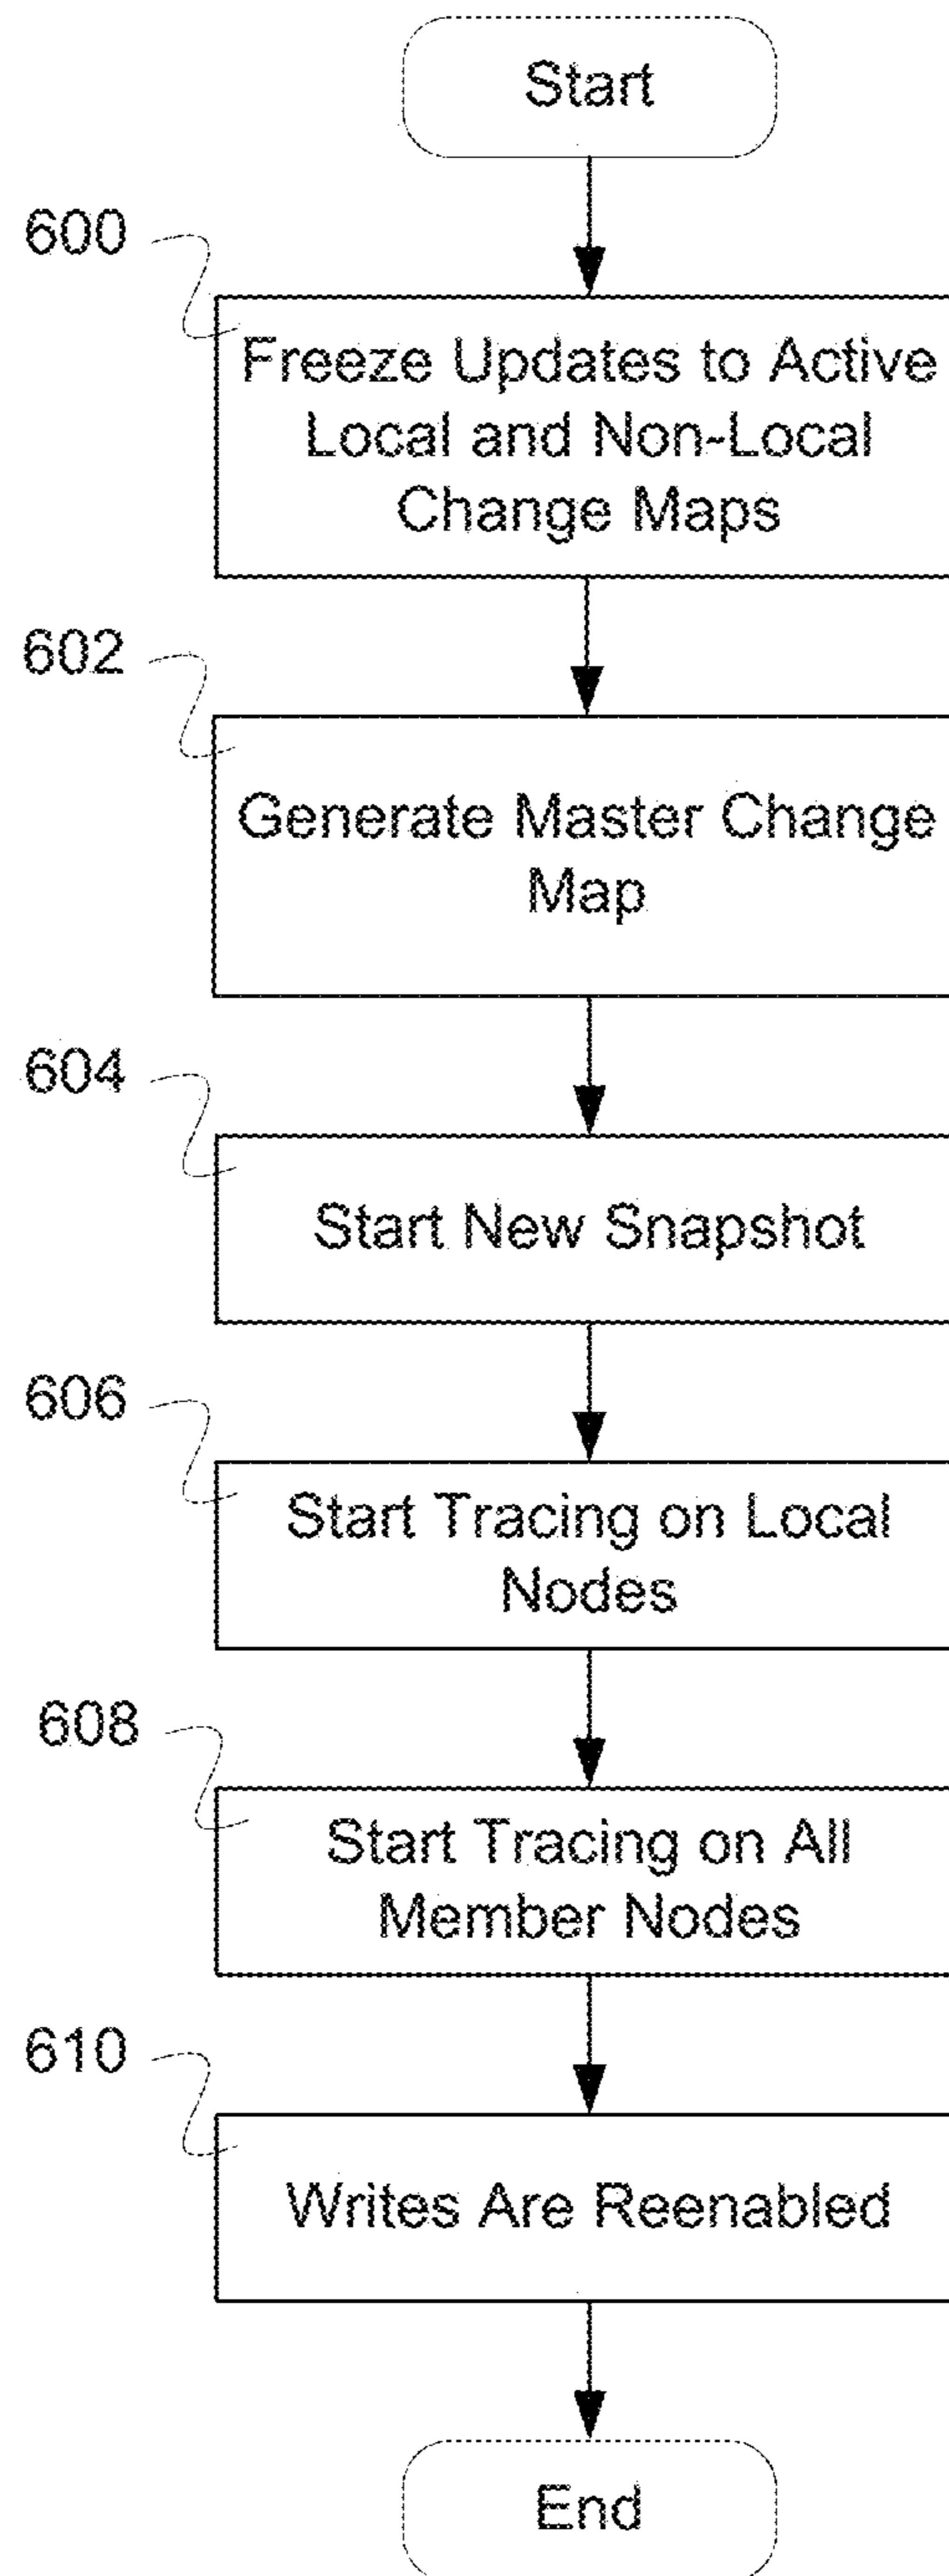 Start
600
Freeze Updates to Active
Local and Non-Local
Change Maps
602
Generate Master Change
Map
604
Start New Snapshot
606
Start Tracing on Local
Nodes
608
Start Tracing on All
Member Nodes
610
Writes Are Reenabled
End